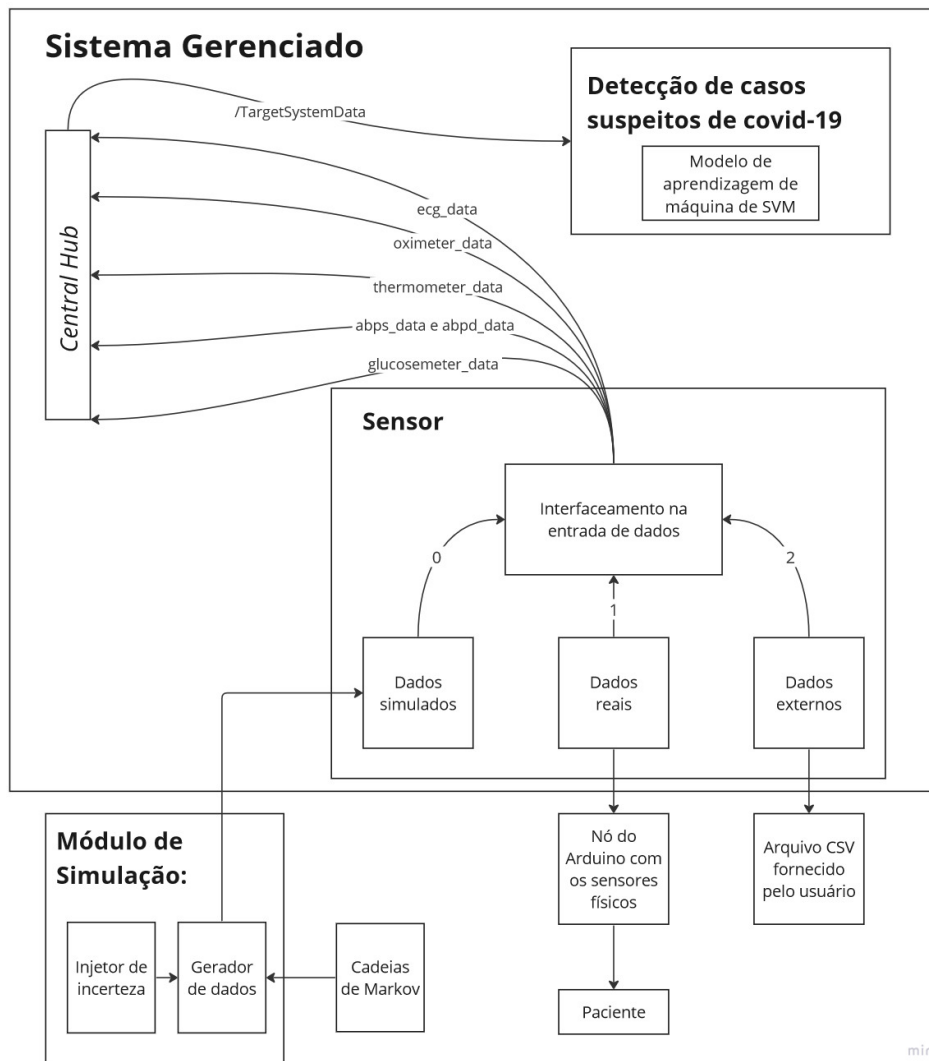 Sistema Gerenciado
Detecção de casos
suspeitos de covid-19
Modelo de
aprendizagem de
máquina de SVM
/TargetSystemData
Central Hub
ecg_data
oximeter_data
thermometer_data
abps_data e abpd_data
glucosemeter_data
Sensor
Interfaceamento na
entrada de dados
0
1
2
Dados
simulados
Dados
reais
Dados
externos
Módulo de
Simulação:
Injetor de
incerteza
Gerador
de dados
Cadeias
de Markov
Nó do
Arduino com
os sensores
físicos
Paciente
Arquivo CSV
fornecido
pelo usuário